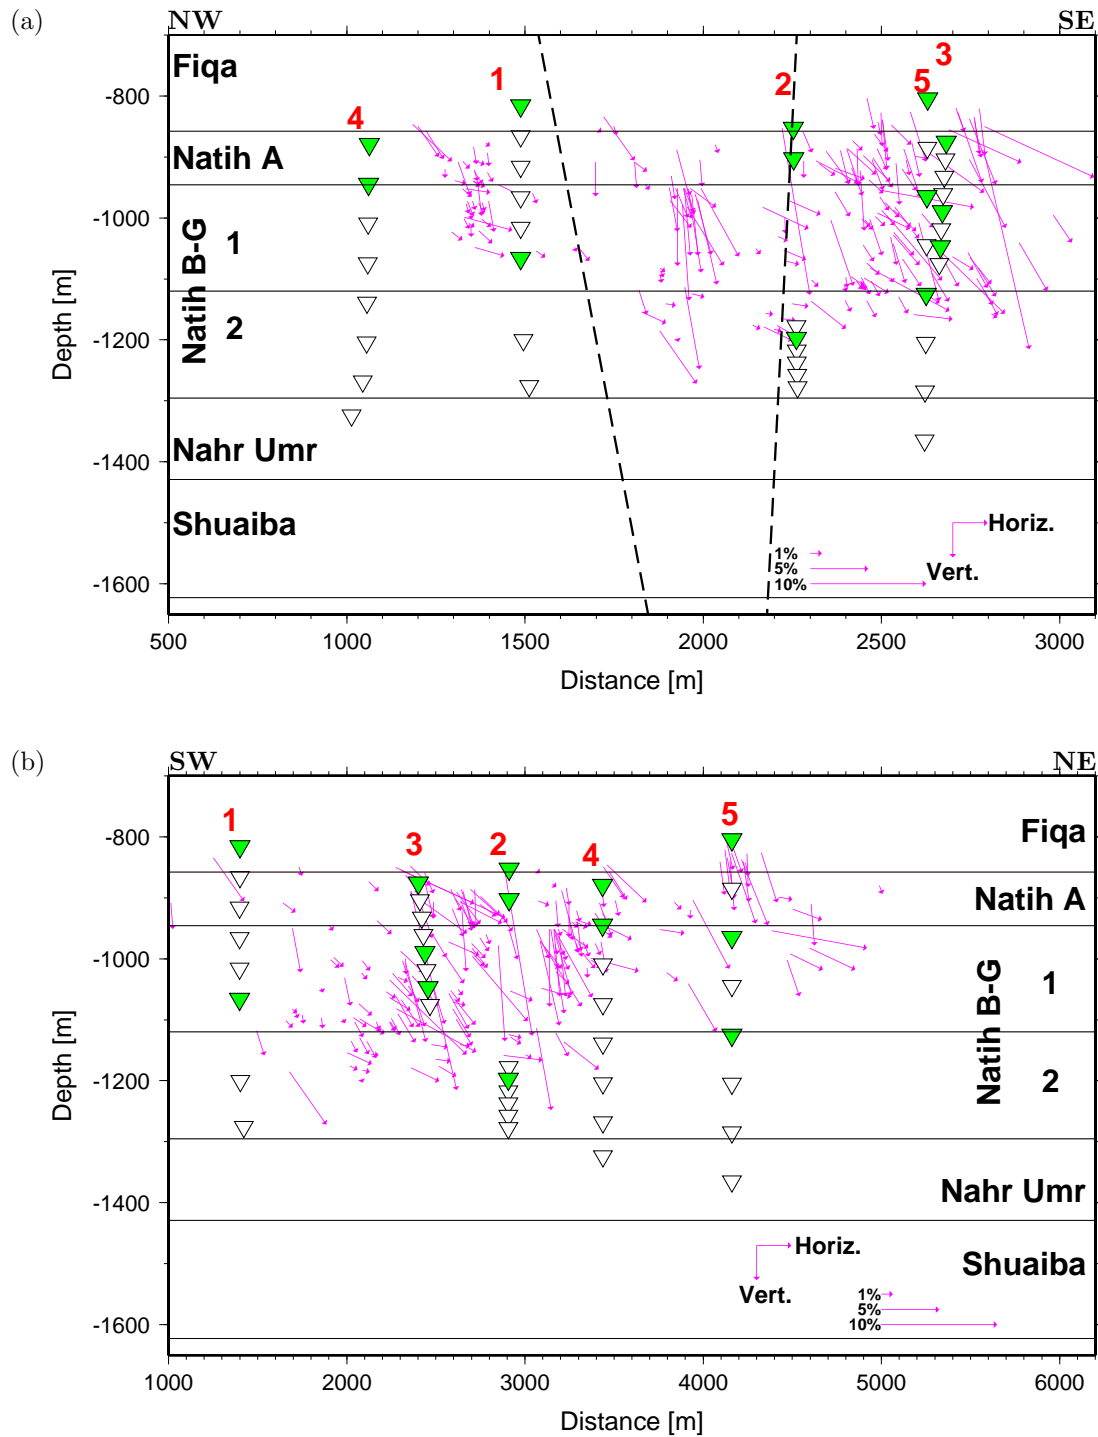 (a)
NW SE
Fiqa
3
1 2 5
4
-800
Natih A
-1000
Natih B-G
1
2
-1200
Depth [m]
Nahr Umr
-1400
Shuaiba
Horiz.
Vert.
1%
5%
10%
-1600
500 1000 1500 2000 2500 3000
Distance [m]
(b)
SW NE
5
1 3 2 4
Fiqa
-800
Natih A
-1000
Natih B-G
1
2
-1200
Depth [m]
Nahr Umr
-1400
Horiz.
Shuaiba
Vert.
1%
5%
10%
-1600
1000 2000 3000 4000 5000 6000
Distance [m]